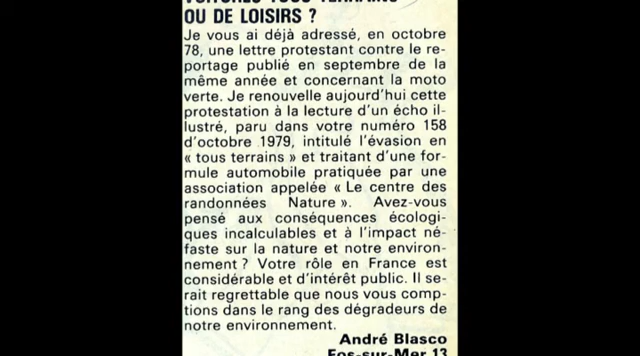 VOITURES TOUS TERRAINS
OU DE LOISIRS ?
Je vous ai déjà adressé, en octobre
78, une lettre protestant contre le re-
portage publié en septembre de la
même année et concernant la moto
verte. Je renouvelle aujourd'hui cette
protestation à la lecture d'un écho il-
lustré, paru dans votre numéro 158
d'octobre 1979, intitulé l'évasion en
« tous terrains » et traitant d'une for-
mule automobile pratiquée par une
association appelée « Le centre des
randonnées Nature ». Avez-vous
pensé aux conséquences écologi-
ques incalculables et à l'impact né-
faste sur la nature et notre environ-
nement ? Votre rôle en France est
considérable et d'intérêt public. Il se-
rait regrettable que nous vous comp-
tions dans le rang des dégradeurs de
notre environnement.
André Blasco
Fos-sur-Mer 13